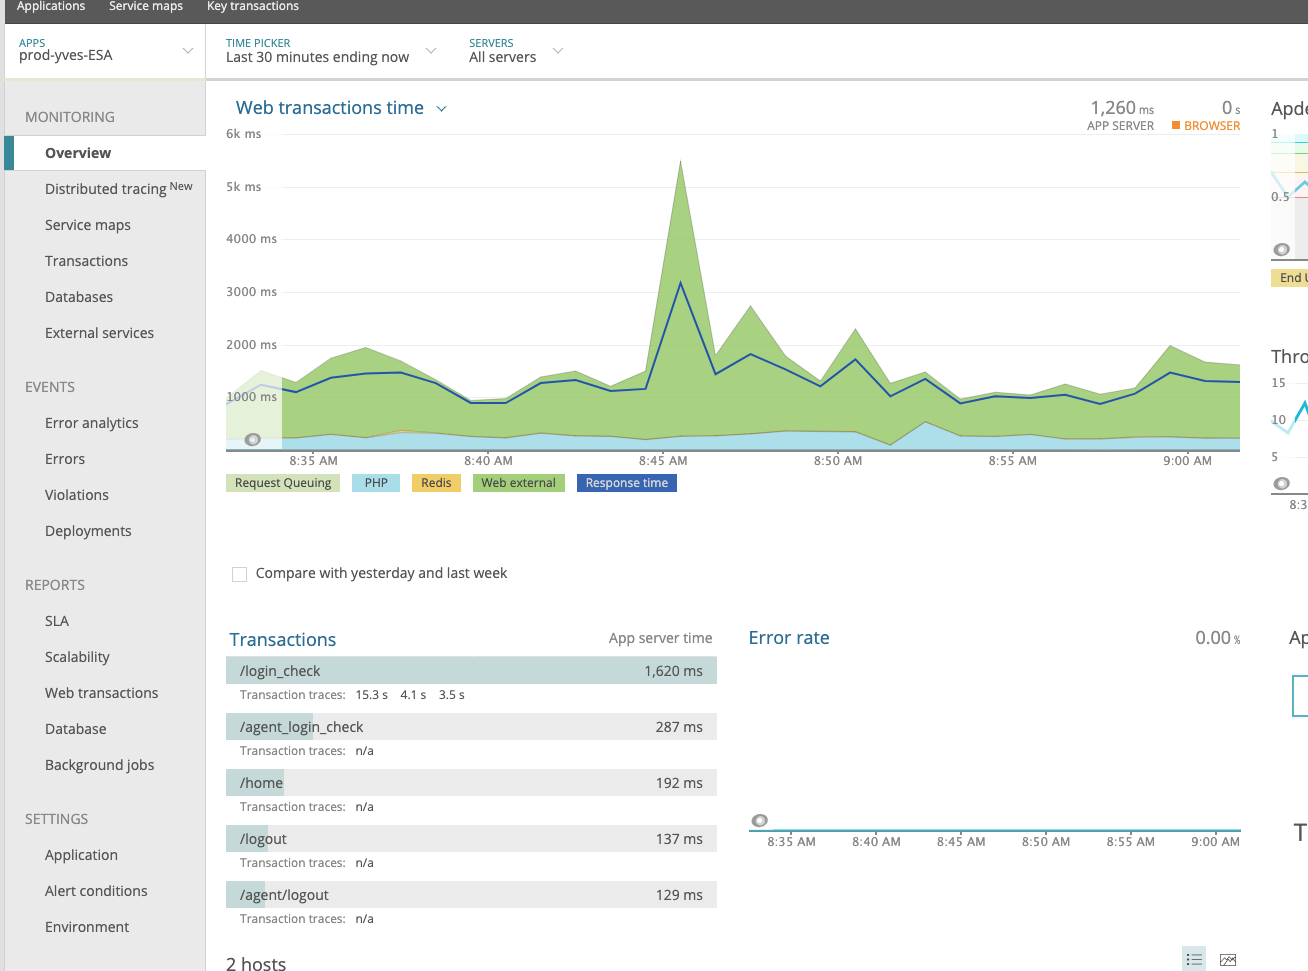 Applications Service maps Key transactions
APPS
prod-yves-ESA
TIME PICKER
Last 30 minutes ending now
SERVERS
All servers
MONITORING
Overview
Distributed tracing New
Service maps
Transactions
Databases
External services
EVENTS
Error analytics
Errors
Violations
Deployments
REPORTS
SLA
Scalability
Web transactions
Database
Background jobs
SETTINGS
Application
Alert conditions
Environment
Web transactions time
1,260 ms
APP SERVER
0 s
BROWSER
6k ms
5k ms
4000 ms
3000 ms
2000 ms
1000 ms
8:35 AM 8:40 AM 8:45 AM 8:50 AM 8:55 AM 9:00 AM
Request Queuing PHP Redis Web external Response time
Compare with yesterday and last week
Transactions App server time
/login_check 1,620 ms
Transaction traces: 15.3 s 4.1 s 3.5 s
/agent_login_check 287 ms
Transaction traces: n/a
/home 192 ms
Transaction traces: n/a
/logout 137 ms
Transaction traces: n/a
/agent/logout 129 ms
Transaction traces: n/a
2 hosts
Error rate 0.00 %
8:35 AM 8:40 AM 8:45 AM 8:50 AM 8:55 AM 9:00 AM
Apde
1
0.5
End U
Thro
15
10
5
8:3
Ap
T